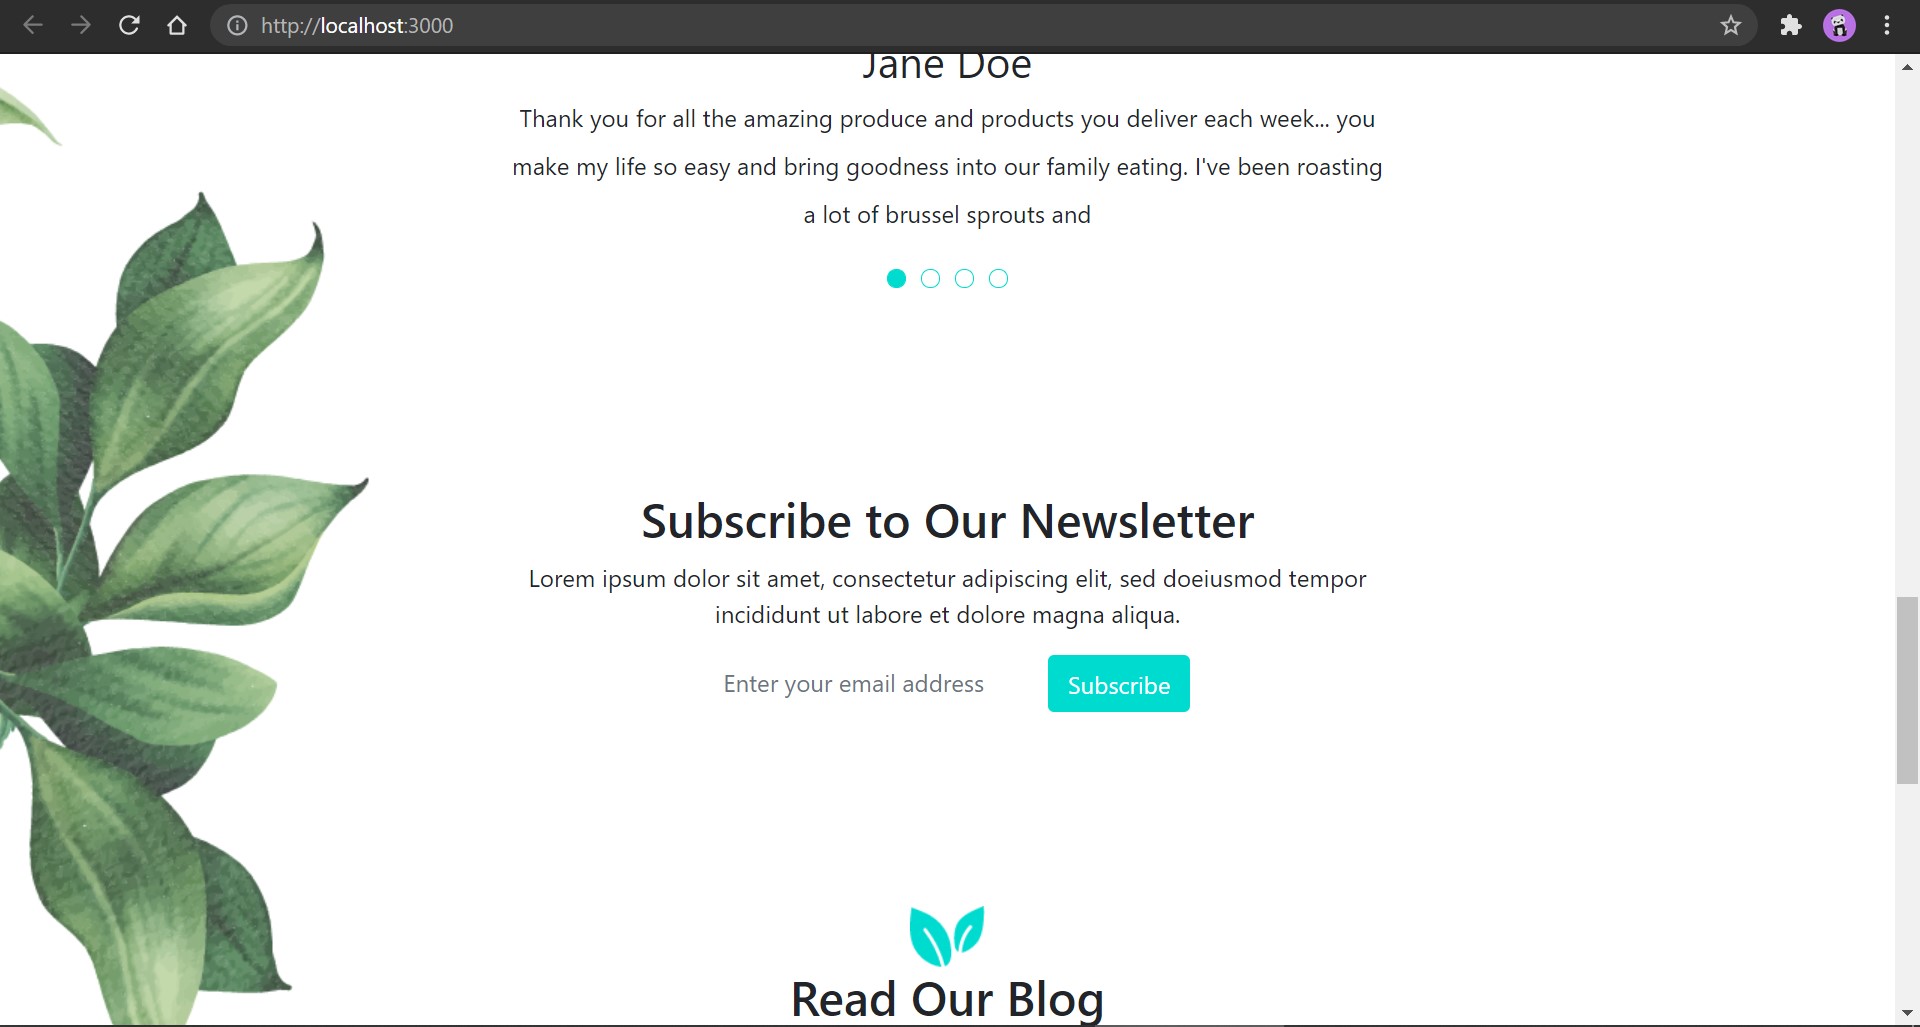 http://localhost:3000
Jane Doe
Thank you for all the amazing produce and products you deliver each week... you
make my life so easy and bring goodness into our family eating. I've been roasting
a lot of brussel sprouts and
Subscribe to Our Newsletter
Lorem ipsum dolor sit amet, consectetur adipiscing elit, sed doeiusmod tempor
incididunt ut labore et dolore magna aliqua.
Enter your email address
Subscribe
Read Our Blog